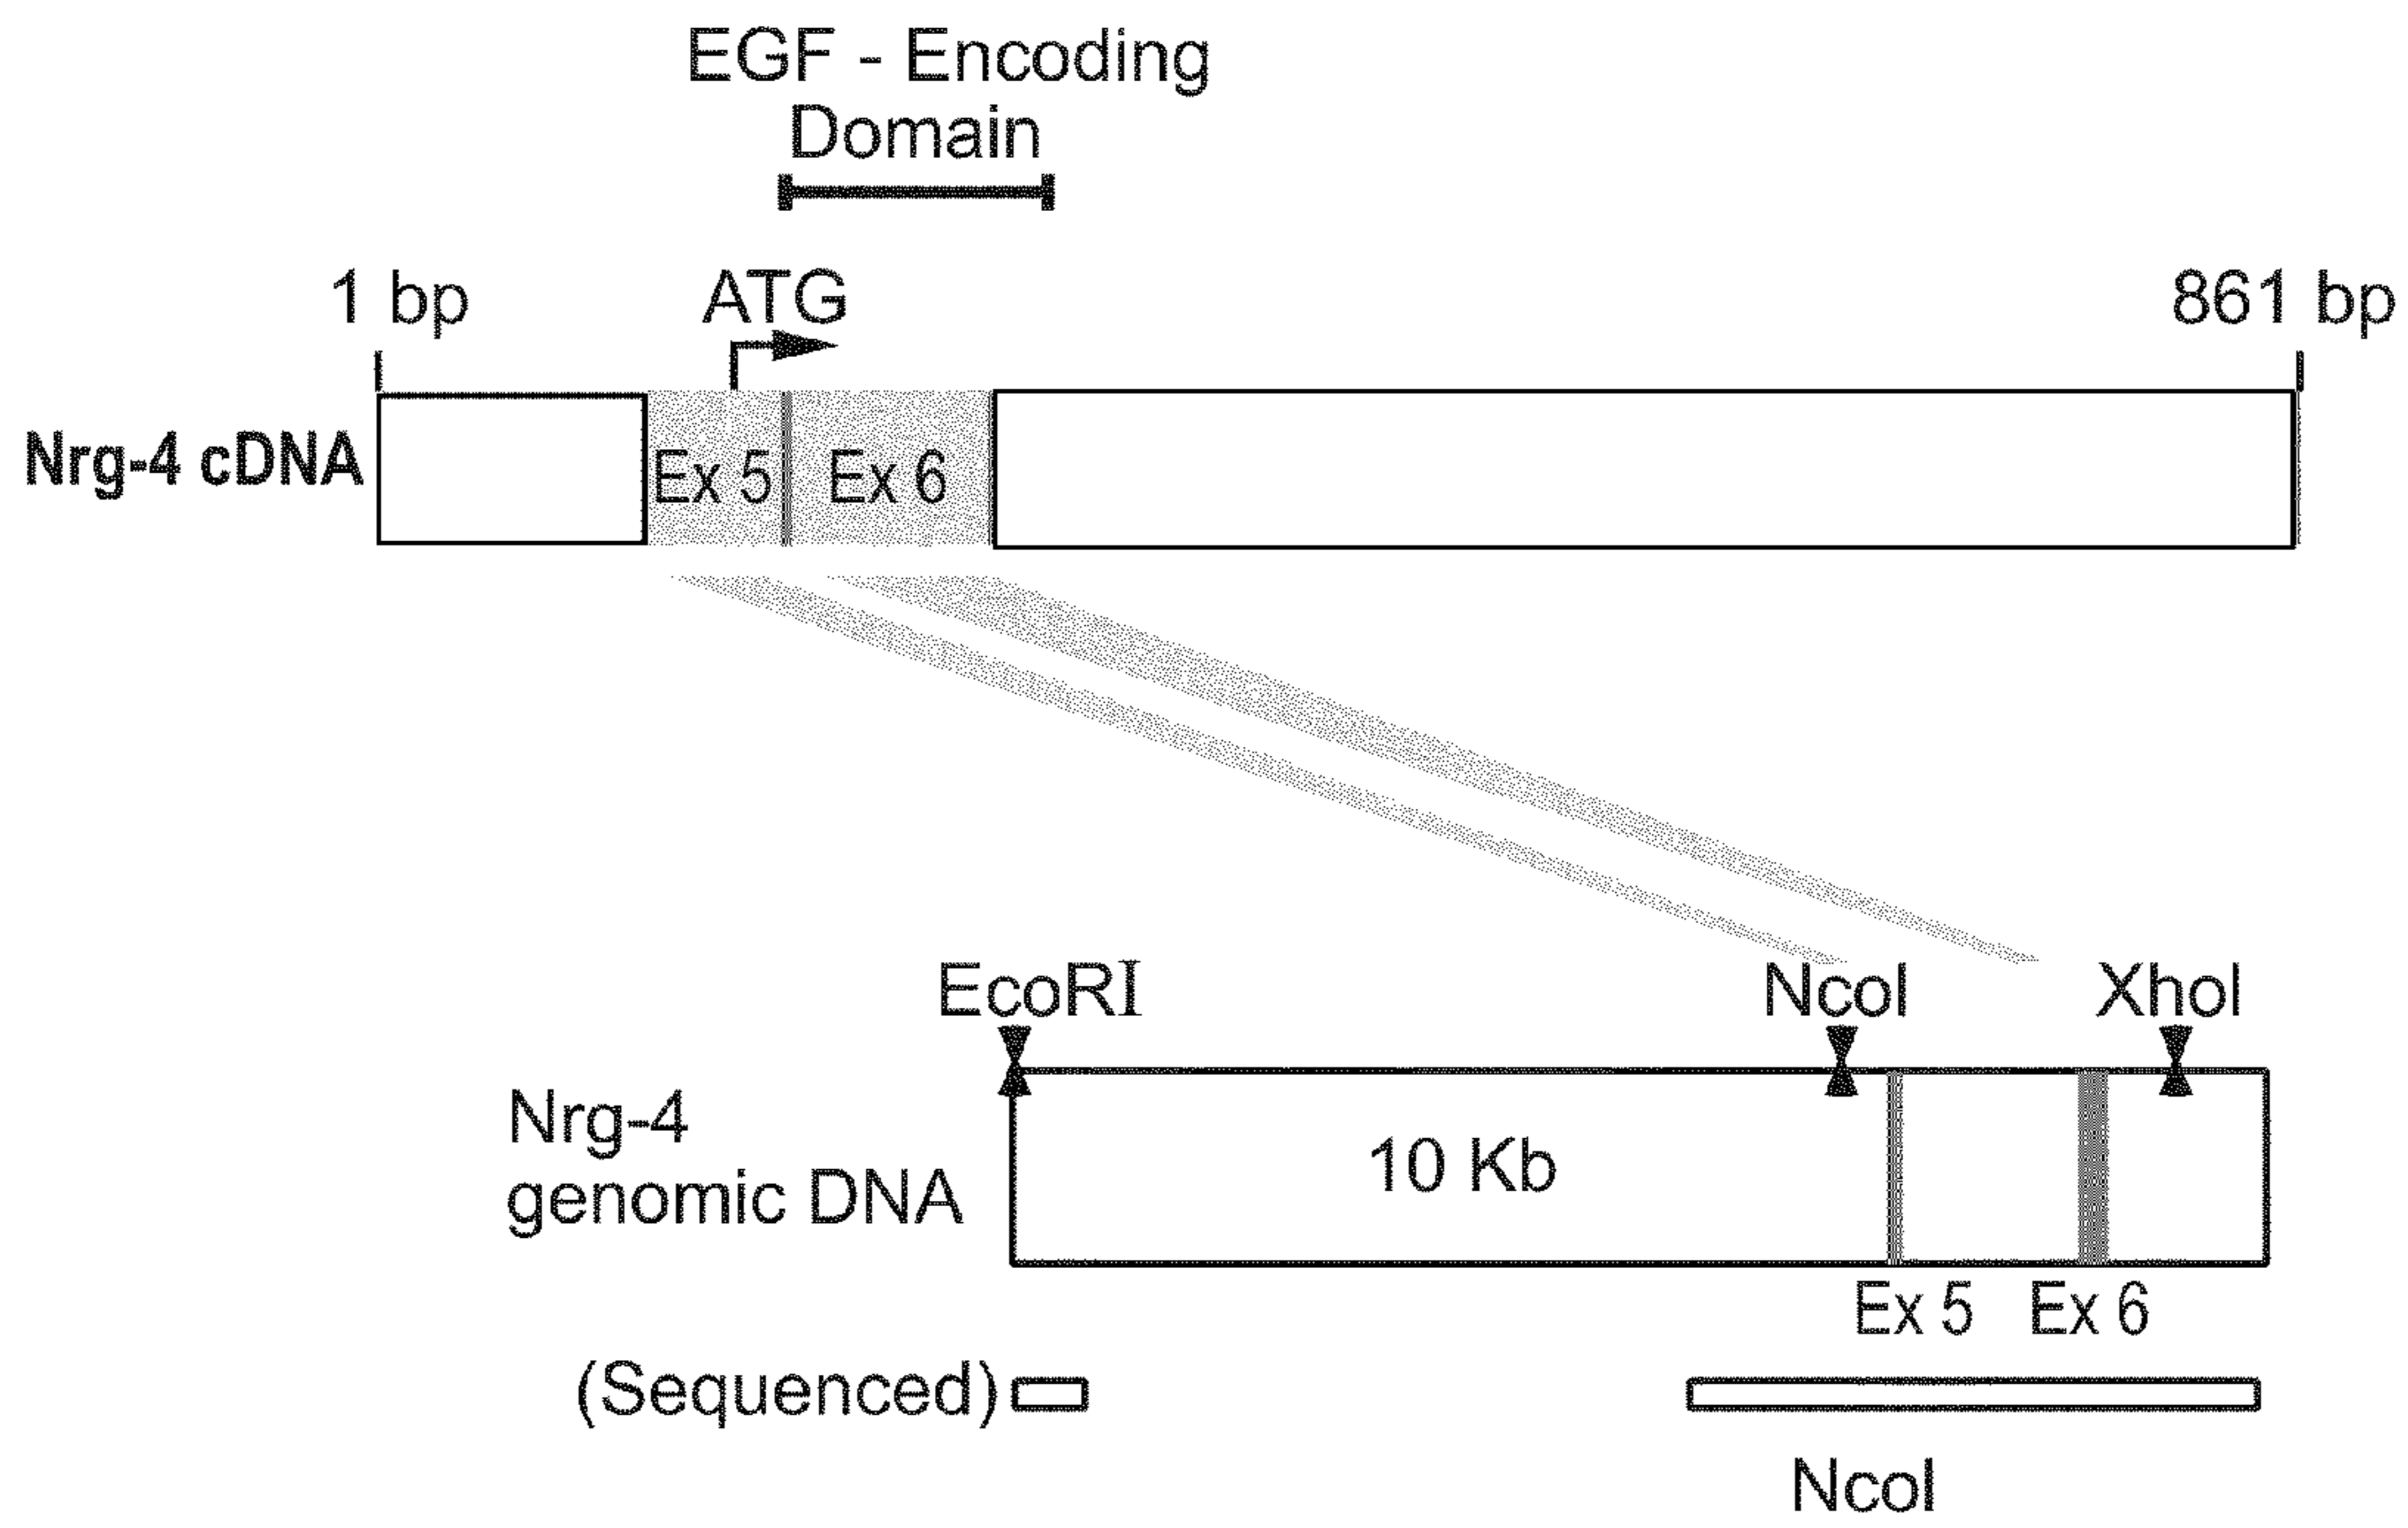 EGF - Encoding
Domain
1 bp
ATG
861 bp
Nrg-4 cDNA
Ex 5
Ex 6
EcoRI
NcoI
XhoI
Nrg-4
genomic DNA
10 Kb
Ex 5
Ex 6
(Sequenced)
NcoI